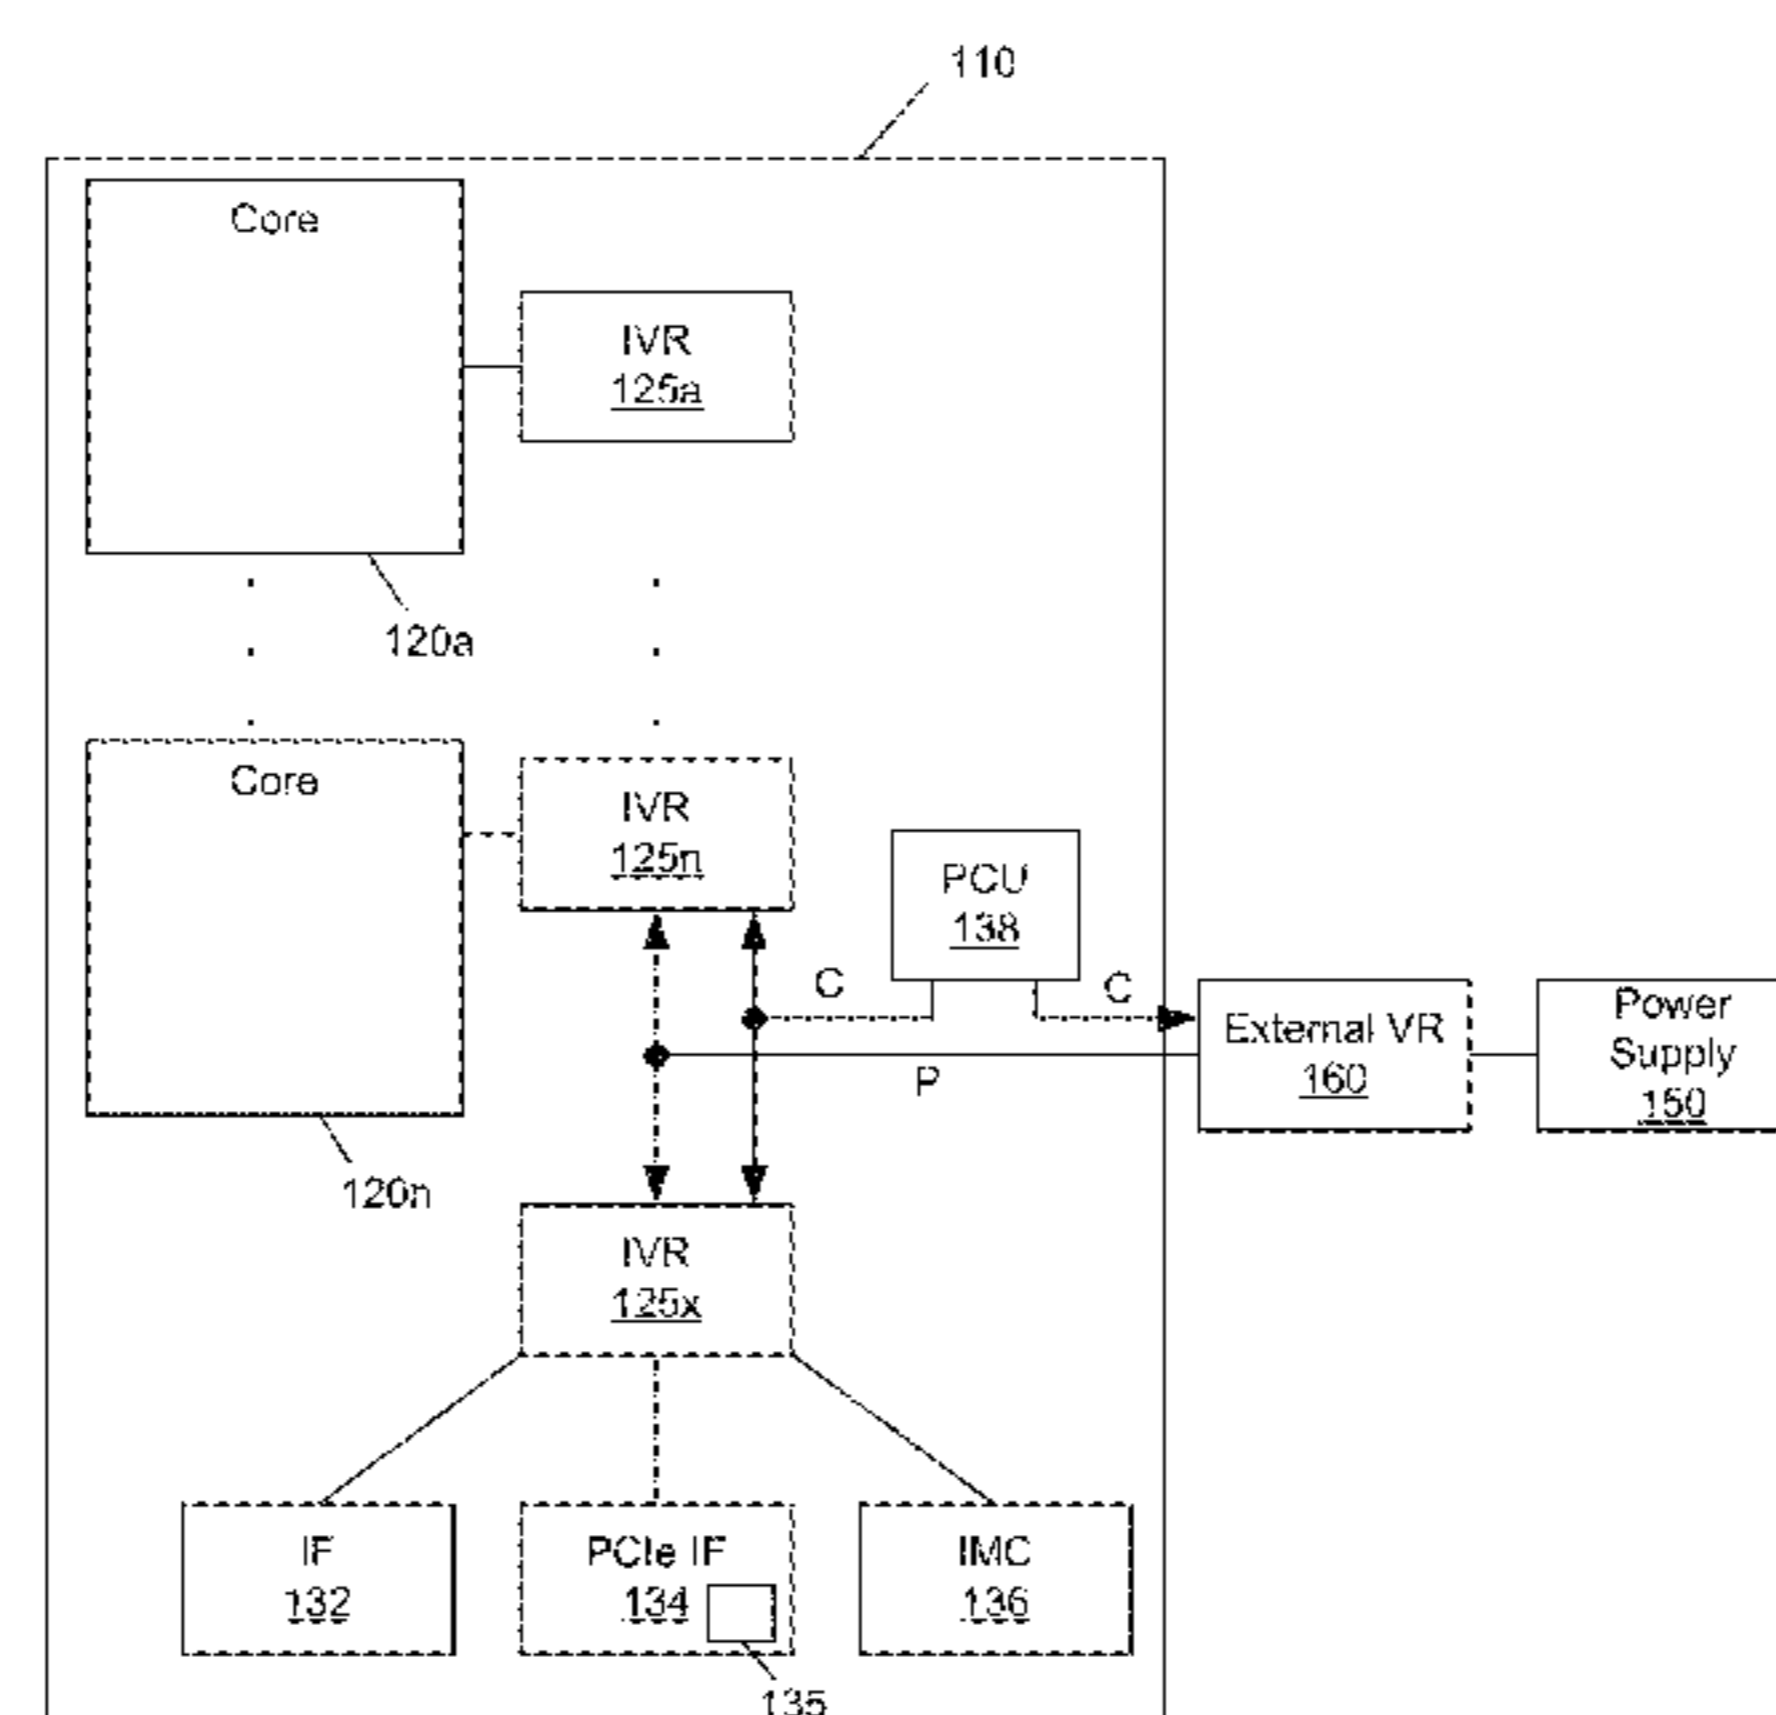 110
Core
IVR
125a
120a
Core
IVR
125n
PCU
138
C
C
External VR
160
Power
Supply
150
P
120n
IVR
125x
IF
132
PCIe IF
134
IMC
136
135